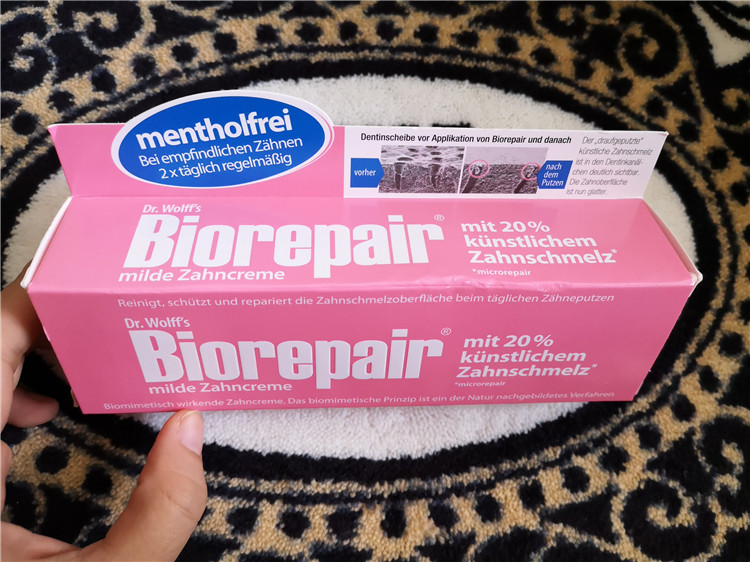 mentholfrei
Bei empfindlichen Zähnen
2 x täglich regelmäßig
Dentinscheibe vor Applikation von Biorepair und danach
vorher
nach
dem
Putzen
Der „draufgeputzte"
künstliche Zahnschmelz
ist in den Dentinkanäl-
chen deutlich sichtbar.
Die Zahnoberfläche
ist nun glatter.
Dr. Wolff's
Biorepair®
milde Zahncreme
mit 20%
künstlichem
Zahnschmelz*
*microrepair
Reinigt, schützt und repariert die Zahnschmelzoberfläche beim täglichen Zähneputzen
Dr. Wolff's
Biorepair®
milde Zahncreme
mit 20%
künstlichem
Zahnschmelz*
*microrepair
Biomimetisch wirkende Zahncreme. Das biomimetische Prinzip ist ein der Natur nachgebildetes Verfahren